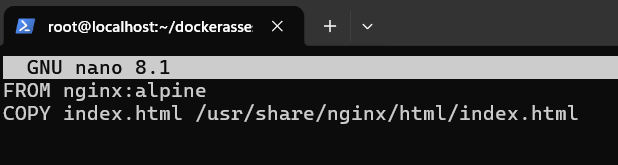 root@localhost:~/dockerasse
GNU nano 8.1
FROM nginx:alpine
COPY index.html /usr/share/nginx/html/index.html